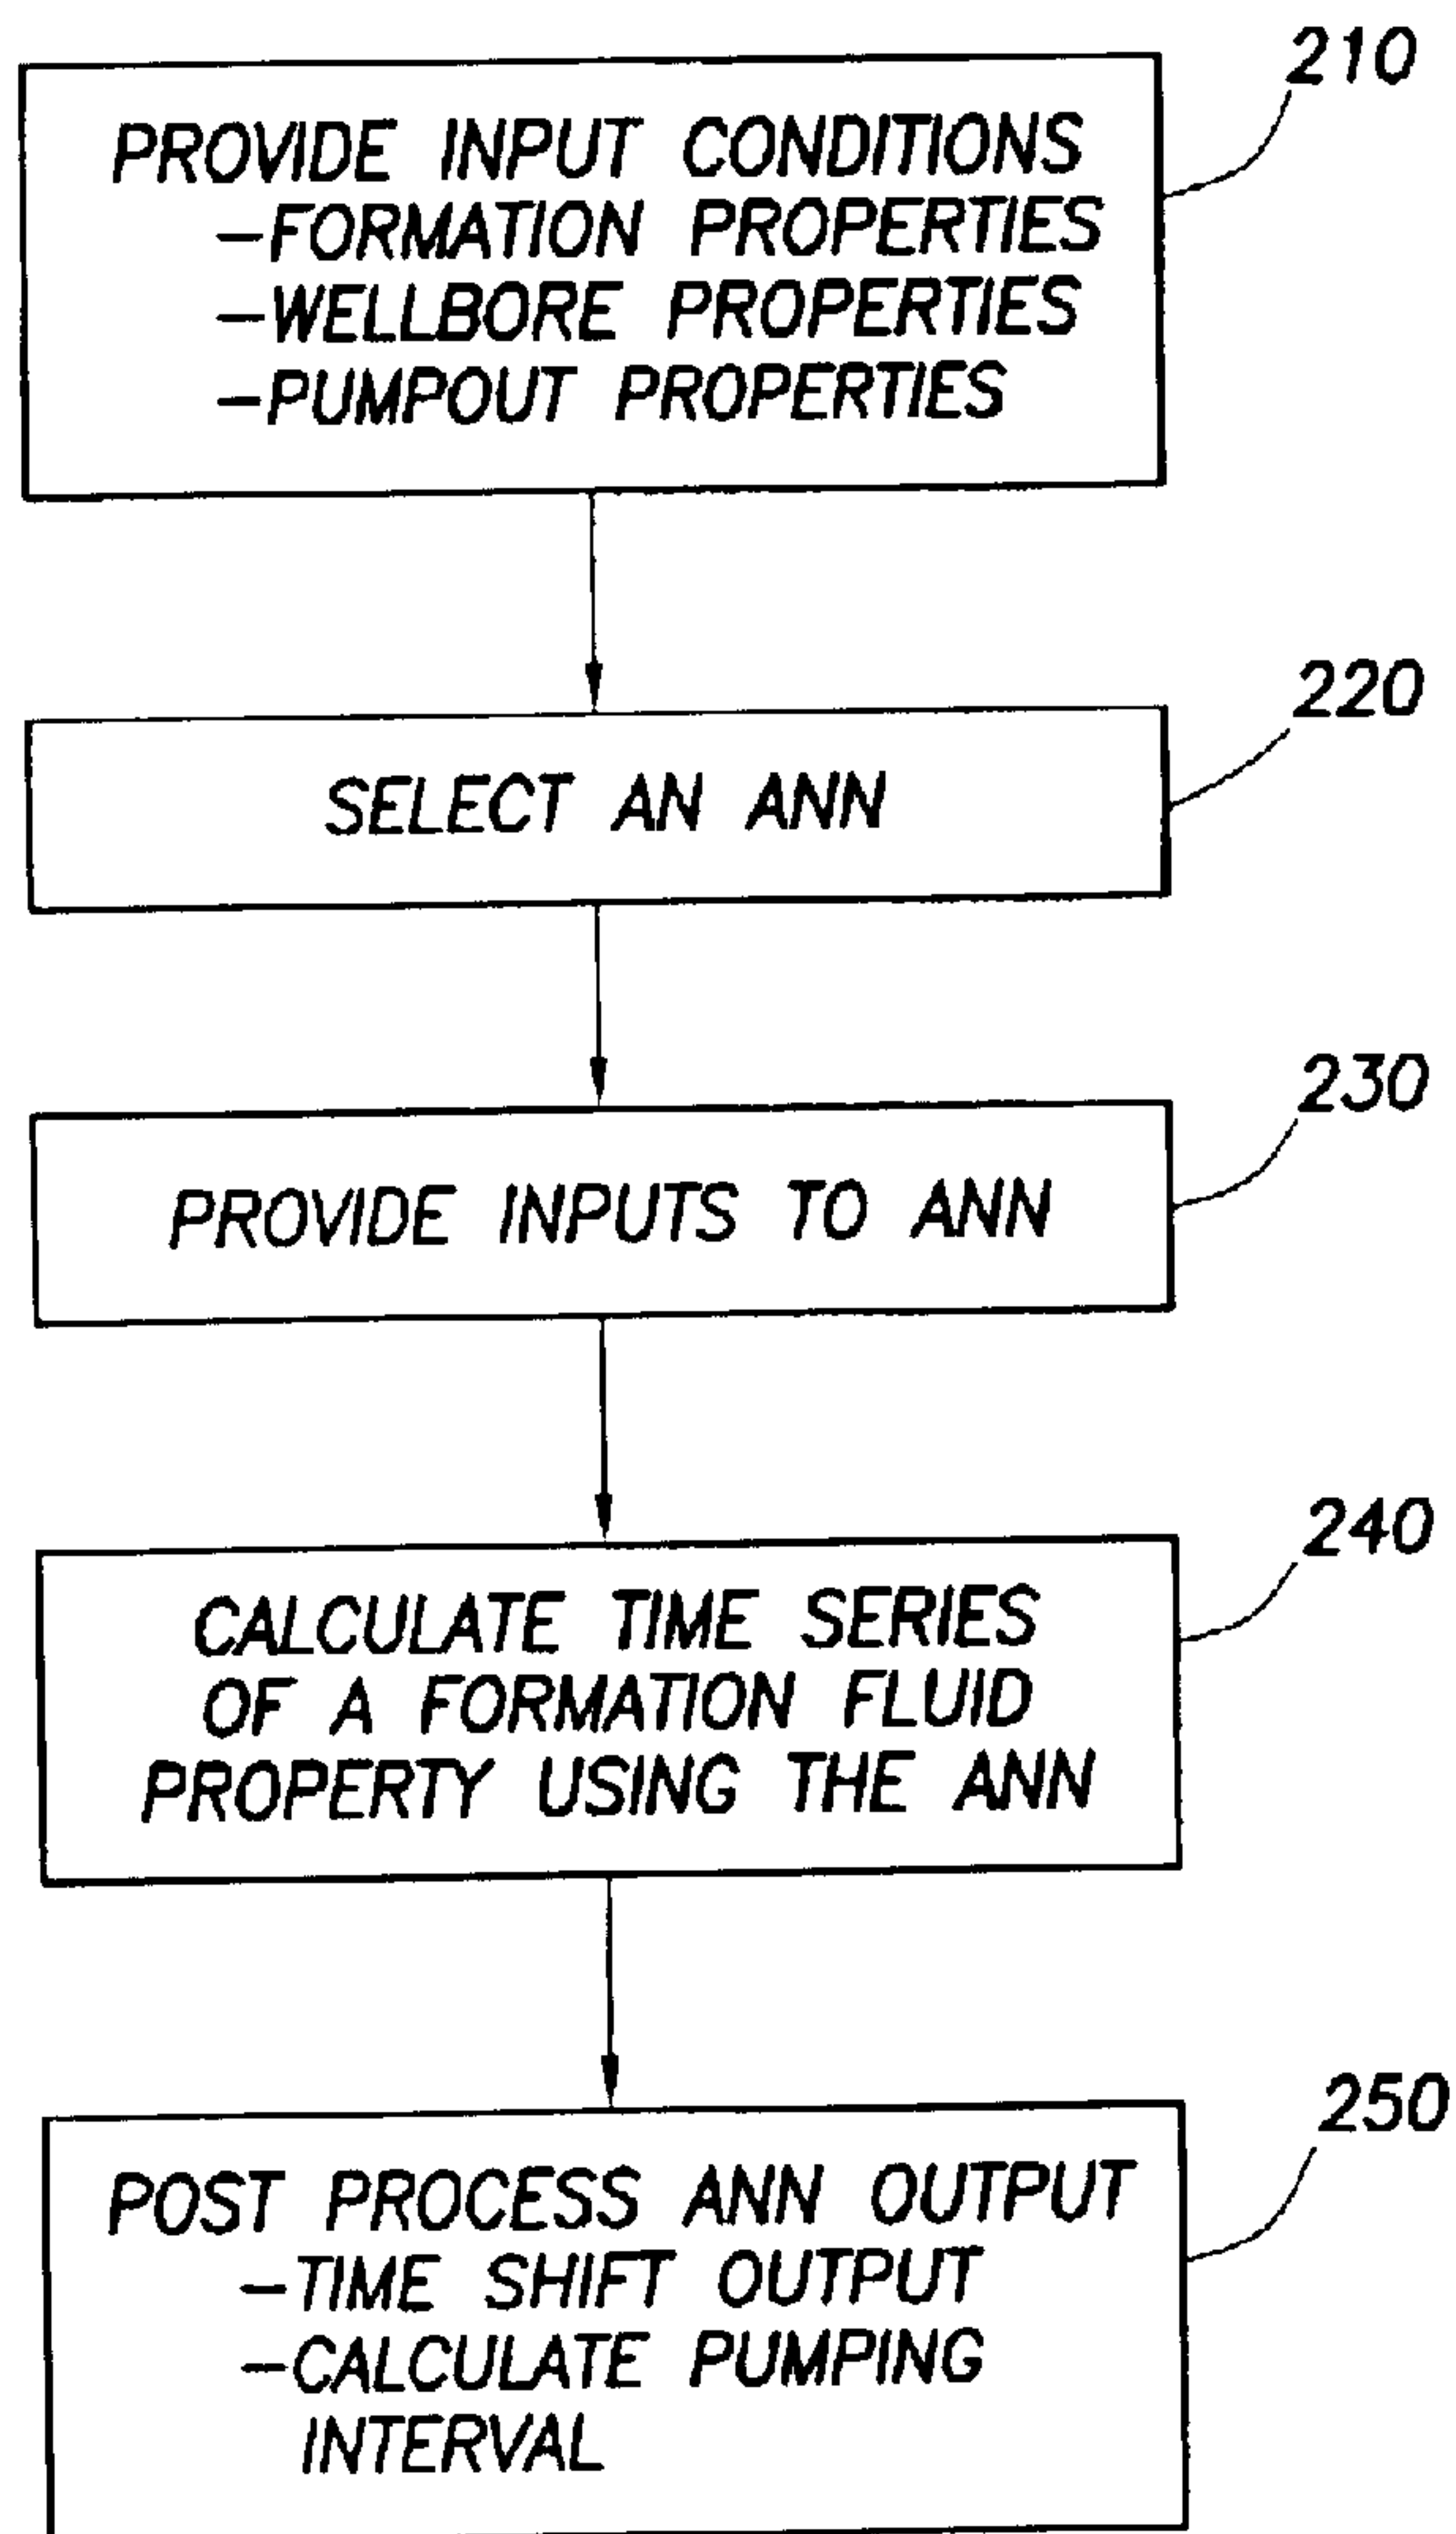 210
PROVIDE INPUT CONDITIONS
-FORMATION PROPERTIES
-WELLBORE PROPERTIES
-PUMPOUT PROPERTIES
220
SELECT AN ANN
230
PROVIDE INPUTS TO ANN
240
CALCULATE TIME SERIES
OF A FORMATION FLUID
PROPERTY USING THE ANN
250
POST PROCESS ANN OUTPUT
-TIME SHIFT OUTPUT
-CALCULATE PUMPING
INTERVAL